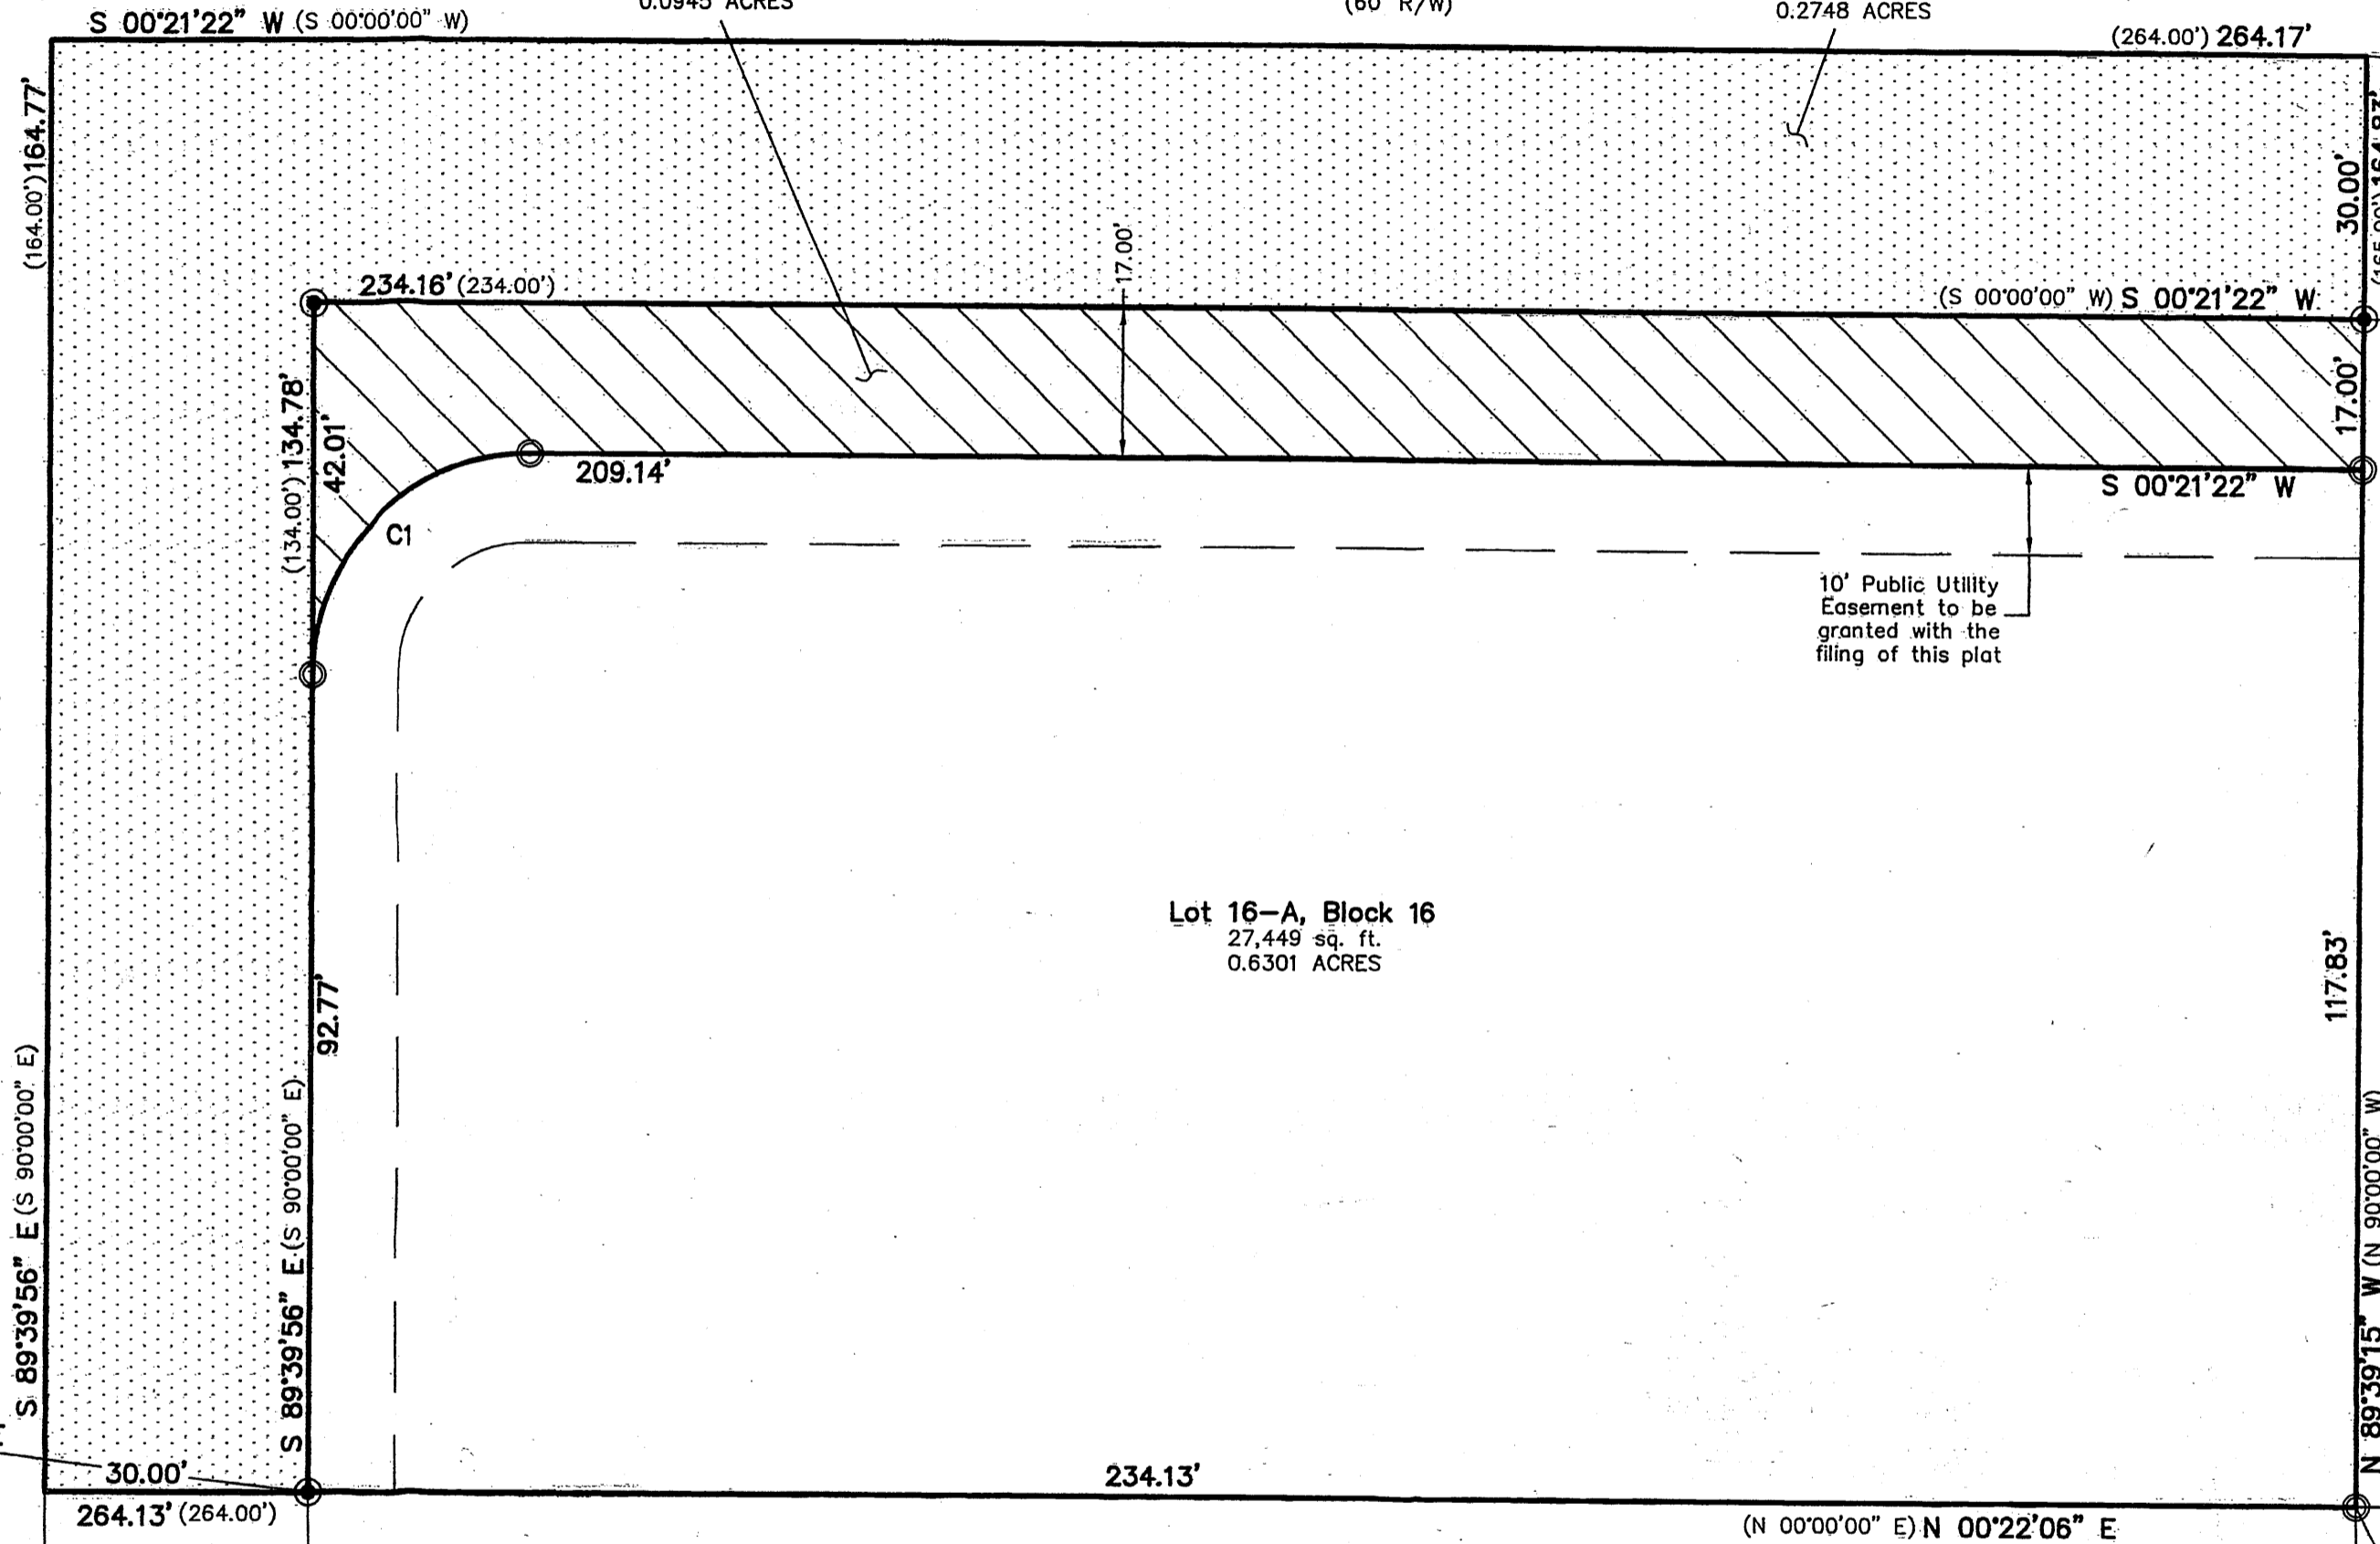 0.0945 ACRES
(60' R/W)
0.2748 ACRES
S 00°21'22" W (S 00°00'00" W)
(264.00') 264.17'
(164.00') 164.77'
(165.00') 164.83'
30.00'
17.00'
234.16' (234.00')
(S 00°00'00" W) S 00°21'22" W
(134.00') 134.78'
42.01'
17.00'
209.14'
S 00°21'22" W
C1
10' Public Utility
Easement to be
granted with the
filing of this plat
Lot 16-A, Block 16
27,449 sq. ft.
0.6301 ACRES
92.77'
117.83'
S 89°39'56" E (S 90°00'00" E)
S 89°39'56" E (S 90°00'00" E)
N 89°39'15" W (N 90°00'00" W)
30.00'
234.13'
264.13' (264.00')
(N 00°00'00" E) N 00°22'06" E